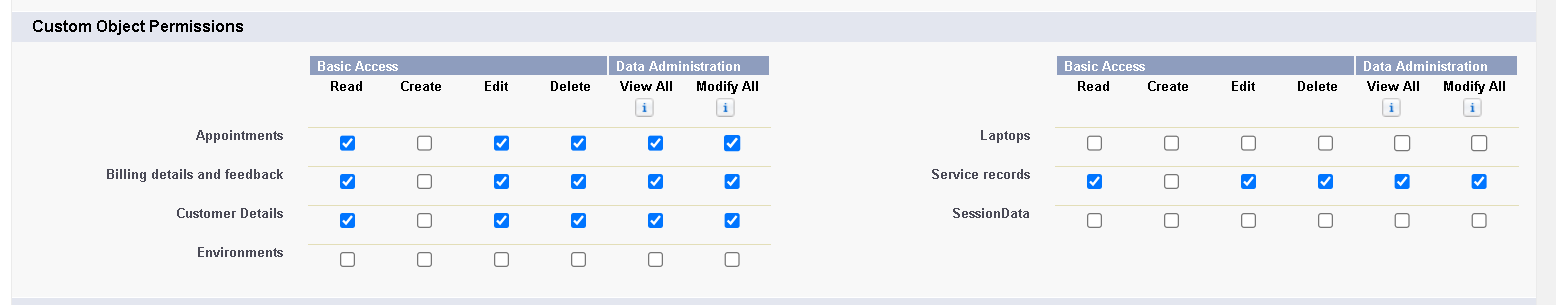 Custom Object Permissions
Basic Access Data Administration
Read Create Edit Delete View All Modify All
i i
Appointments
Billing details and feedback
Customer Details
Environments
Basic Access Data Administration
Read Create Edit Delete View All Modify All
i i
Laptops
Service records
SessionData